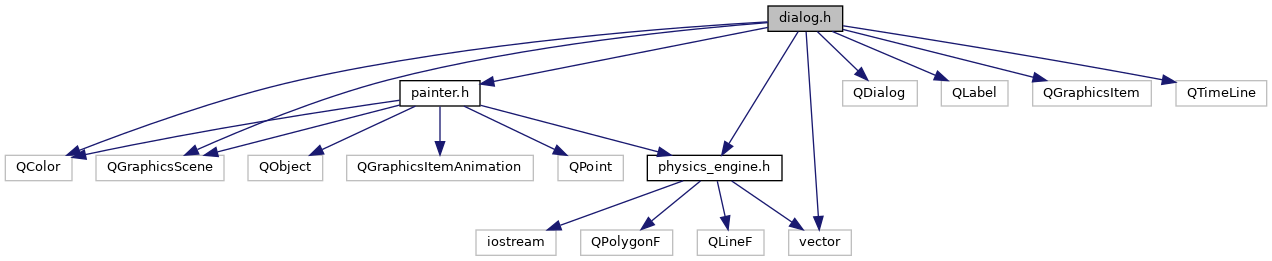 dialog.h
painter.h
QDialog
QLabel
QGraphicsItem
QTimeLine
QColor
QGraphicsScene
QObject
QGraphicsItemAnimation
QPoint
physics_engine.h
iostream
QPolygonF
QLineF
vector